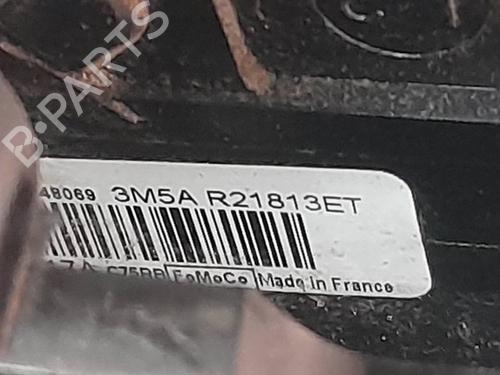 B·PARTS
48069 3M5A R21813ET
FoMoCo Made in France